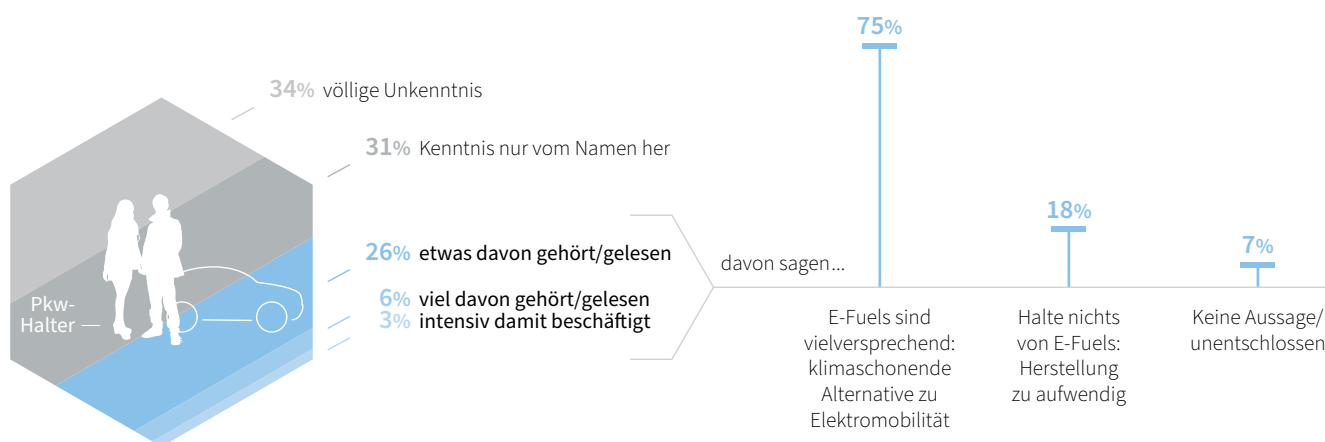 75%
34% völlige Unkenntnis
31% Kenntnis nur vom Namen her
18%
26% etwas davon gehört/gelesen
7%
davon sagen...
6% viel davon gehört/gelesen
3% intensiv damit beschäftigt
Pkw-
Halter
E-Fuels sind
vielversprechend:
klimaschonende
Alternative zu
Elektromobilität
Halte nichts
von E-Fuels:
Herstellung
zu aufwendig
Keine Aussage/
unentschlossen